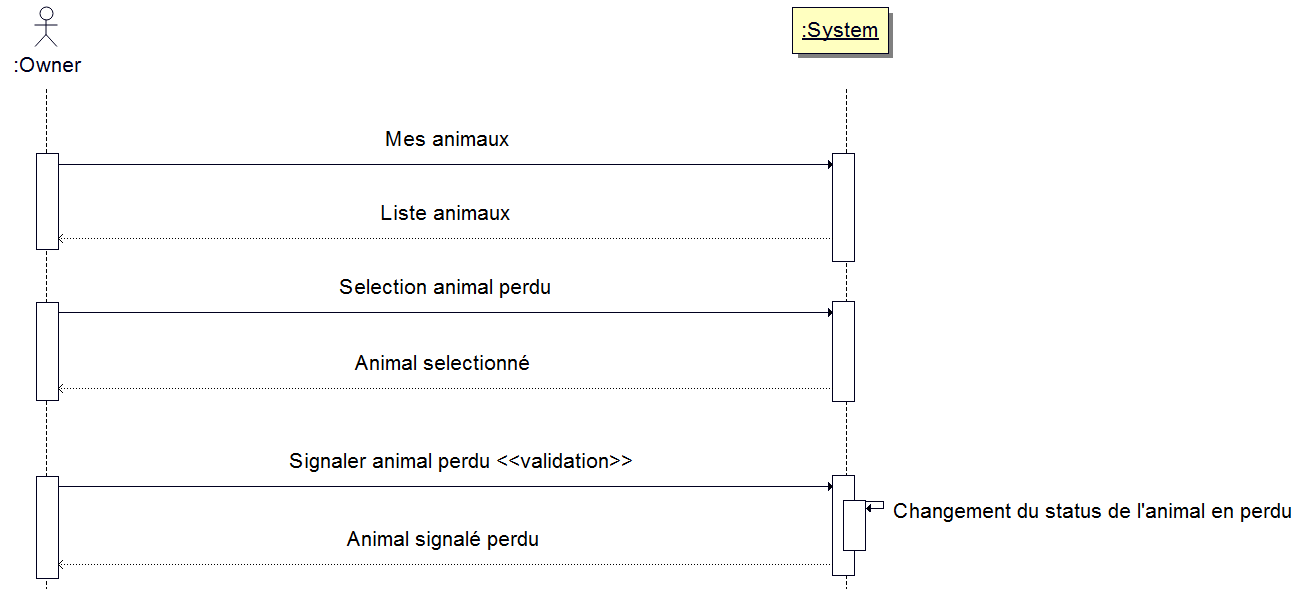 :Owner
:System
Mes animaux
Liste animaux
Selection animal perdu
Animal selectionné
Signaler animal perdu <<validation>>
Changement du status de l'animal en perdu
Animal signalé perdu